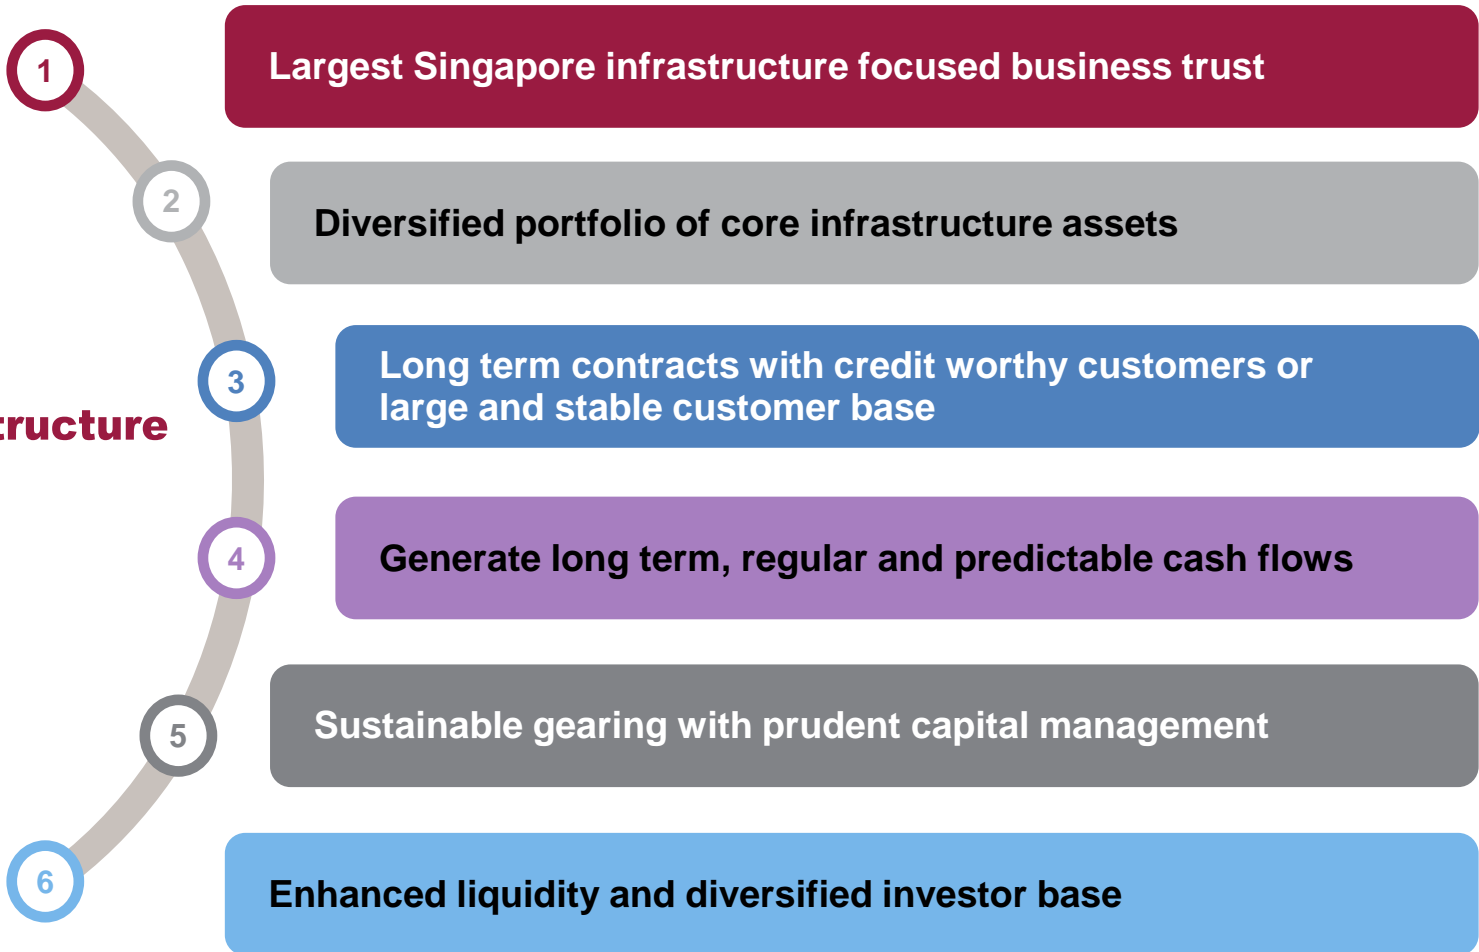 1
Largest Singapore infrastructure focused business trust
2
Diversified portfolio of core infrastructure assets
3
Long term contracts with credit worthy customers or
large and stable customer base
4
Generate long term, regular and predictable cash flows
5
Sustainable gearing with prudent capital management
6
Enhanced liquidity and diversified investor base